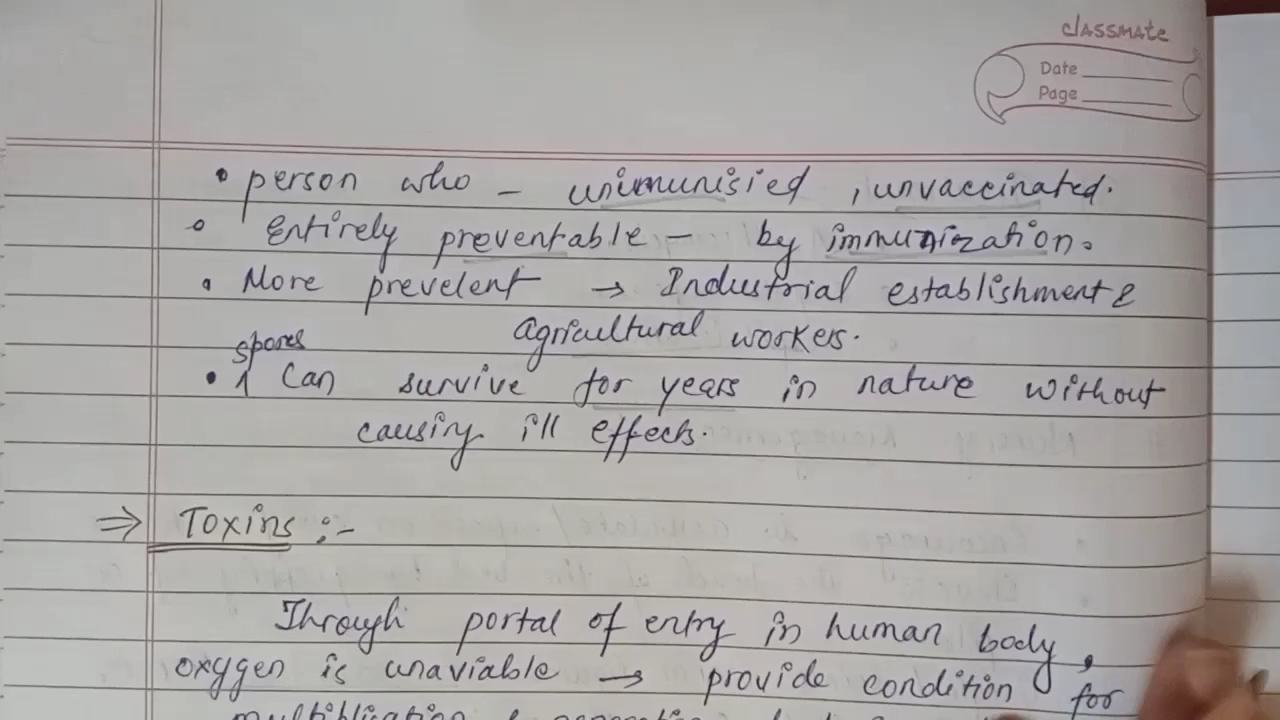 classmate
Date
Page
• person who – unimunisied , unvaccinated.
• Entirely preventable – by immunization.
• More prevelent → Industrial establishment &
agricultural workers.
spores
• ʌ Can survive for years in nature without
causing ill effects.
⇒ Toxins :-
Through portal of entry in human body,
oxygen is unaviable → provide condition for
multiblication &